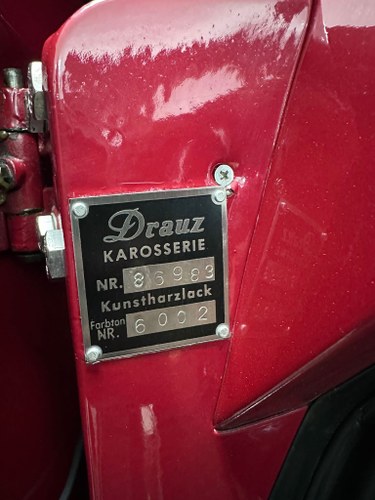 Drauz
KAROSSERIE
NR. 86983
Kunstharzlack
Farbton
NR. 6002